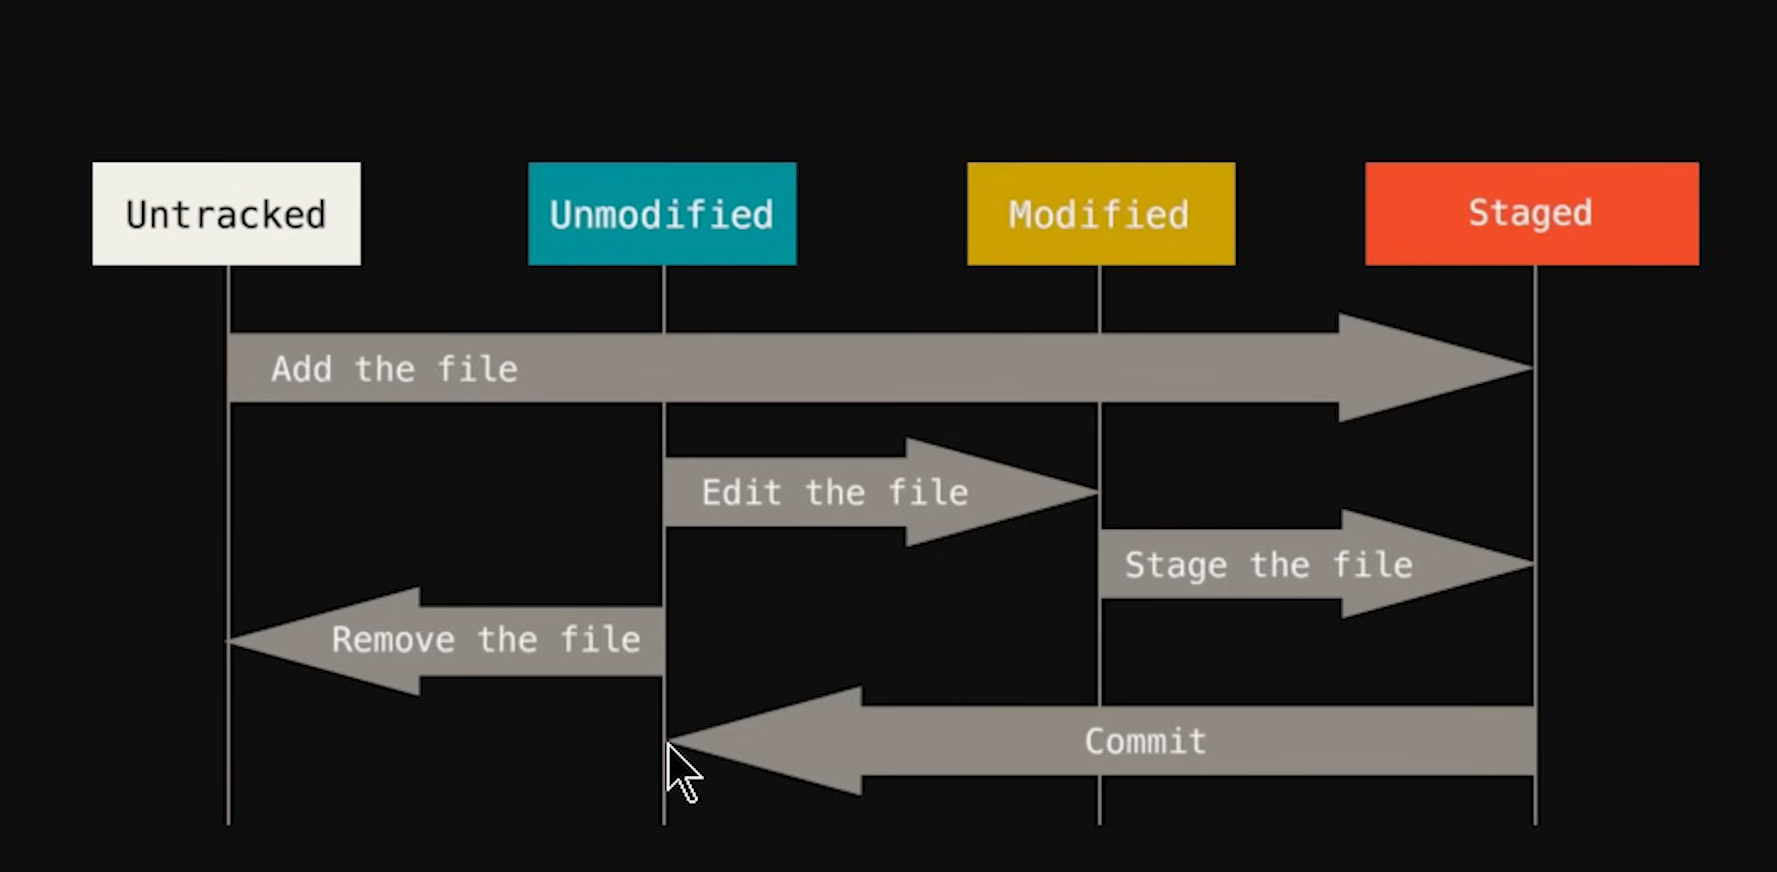 Untracked
Unmodified
Modified
Staged
Add the file
Edit the file
Stage the file
Remove the file
Commit